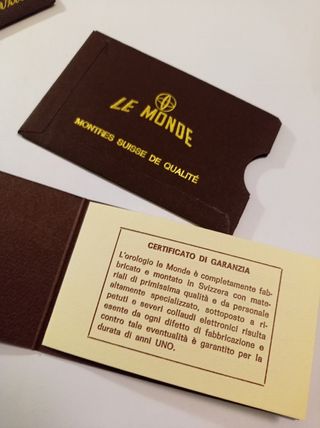 LE MONDE
MONTRES SUISSE DE QUALITÉ
CERTIFICATO DI GARANZIA
L'orologio le Monde è completamente fab-
bricato e montato in Svizzera con mate-
riali di primissima qualità e da personale
altamente specializzato, sottoposto a ri-
petuti e severi collaudi elettronici risulta
esente da ogni difetto di fabbricazione e
contro tale eventualità è garantito per la
durata di anni UNO.